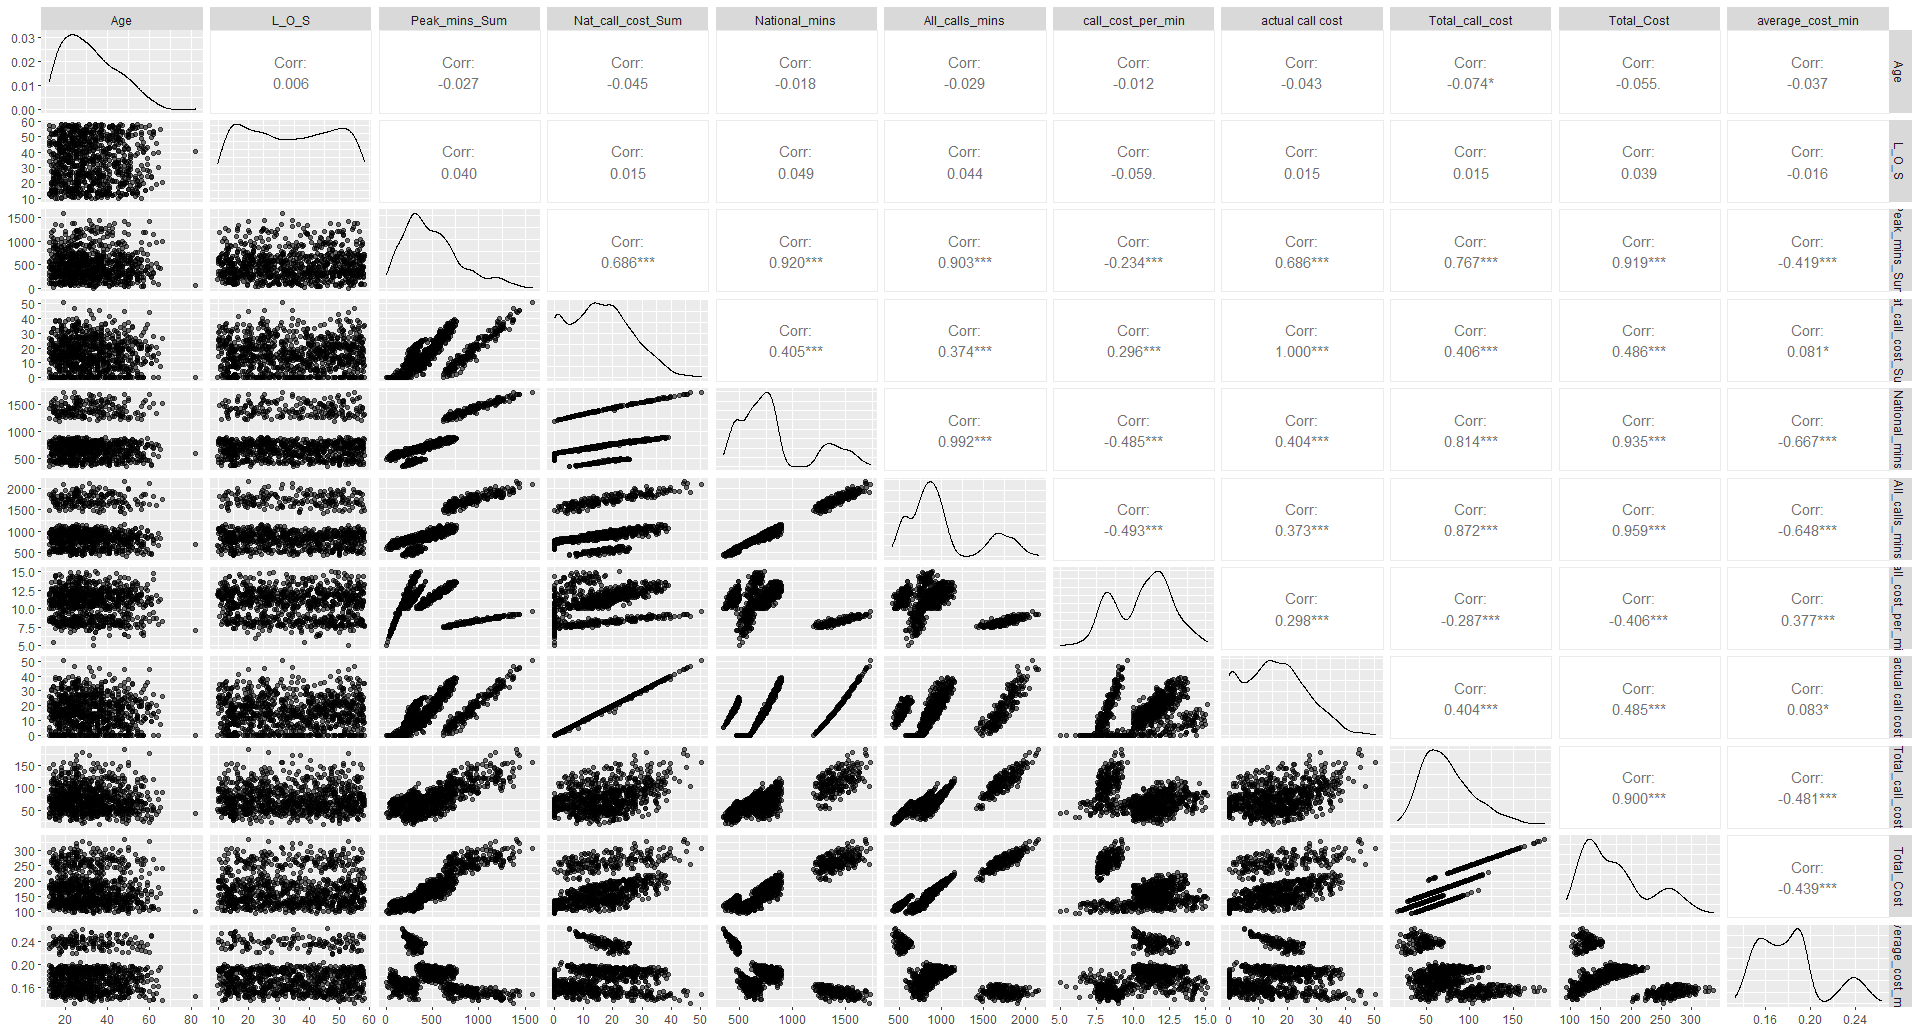 Age L_O_S Peak_mins_Sum Nat_call_cost_Sum National_mins All_calls_mins call_cost_per_min actual call cost Total_call_cost Total_Cost average_cost_min
0.03
0.02
0.01
0.00
Corr: Corr: Corr: Corr: Corr: Corr: Corr: Corr: Corr: Corr:
0.006 -0.027 -0.045 -0.018 -0.029 -0.012 -0.043 -0.074* -0.055. -0.037
Age
60
50
40
30
20
10
Corr: Corr: Corr: Corr: Corr: Corr: Corr: Corr: Corr:
0.040 0.015 0.049 0.044 -0.059. 0.015 0.015 0.039 -0.016
L_O_S
1500
1000
500
0
Corr: Corr: Corr: Corr: Corr: Corr: Corr: Corr:
0.686*** 0.920*** 0.903*** -0.234*** 0.686*** 0.767*** 0.919*** -0.419***
Peak_mins_Sur
50
40
30
20
10
0
Corr: Corr: Corr: Corr: Corr: Corr: Corr:
0.405*** 0.374*** 0.296*** 1.000*** 0.406*** 0.486*** 0.081*
at_call_cost_Su
1500
1000
500
Corr: Corr: Corr: Corr: Corr: Corr:
0.992*** -0.485*** 0.404*** 0.814*** 0.935*** -0.667***
National_mins
2000
1500
1000
500
Corr: Corr: Corr: Corr: Corr:
-0.493*** 0.373*** 0.872*** 0.959*** -0.648***
All_calls_mins
15.0
12.5
10.0
7.5
5.0
Corr: Corr: Corr: Corr:
0.298*** -0.287*** -0.406*** 0.377***
all_cost_per_mi
50
40
30
20
10
0
Corr: Corr: Corr:
0.404*** 0.485*** 0.083*
actual call cost
150
100
50
Corr: Corr:
0.900*** -0.481***
Total_call_cost
300
250
200
150
100
Corr:
-0.439***
Total_Cost
0.24
0.20
0.16
verage_cost_m
20 40 60 80 10 20 30 40 50 60 0 500 1000 1500 0 10 20 30 40 50 500 1000 1500 500 1000 1500 2000 5.0 7.5 10.0 12.5 15.0 0 10 20 30 40 50 50 100 150 100 150 200 250 300 0.16 0.20 0.24